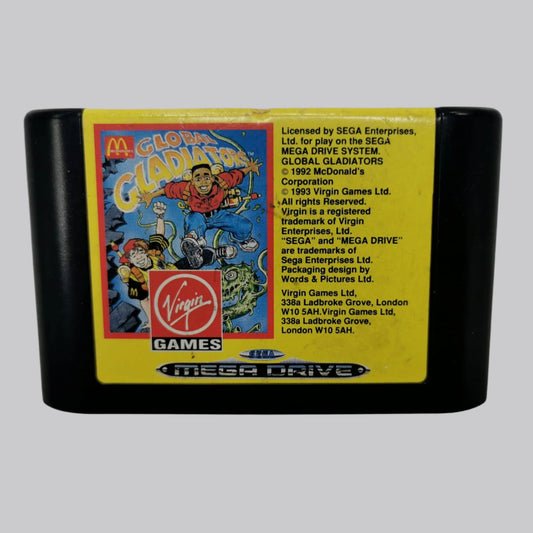 McDonald's
GLOBAL
GLADIATORS™
M
Virgin
GAMES
Licensed by SEGA Enterprises,
Ltd. for play on the SEGA
MEGA DRIVE SYSTEM.
GLOBAL GLADIATORS
© 1992 McDonald's
Corporation
© 1993 Virgin Games Ltd.
All rights Reserved.
Virgin is a registered
trademark of Virgin
Enterprises, Ltd.
"SEGA" and "MEGA DRIVE"
are trademarks of
Sega Enterprises Ltd.
Packaging design by
Words & Pictures Ltd.
Virgin Games Ltd,
338a Ladbroke Grove, London
W10 5AH.Virgin Games Ltd,
338a Ladbroke Grove,
London W10 5AH.
SEGA
MEGA DRIVE